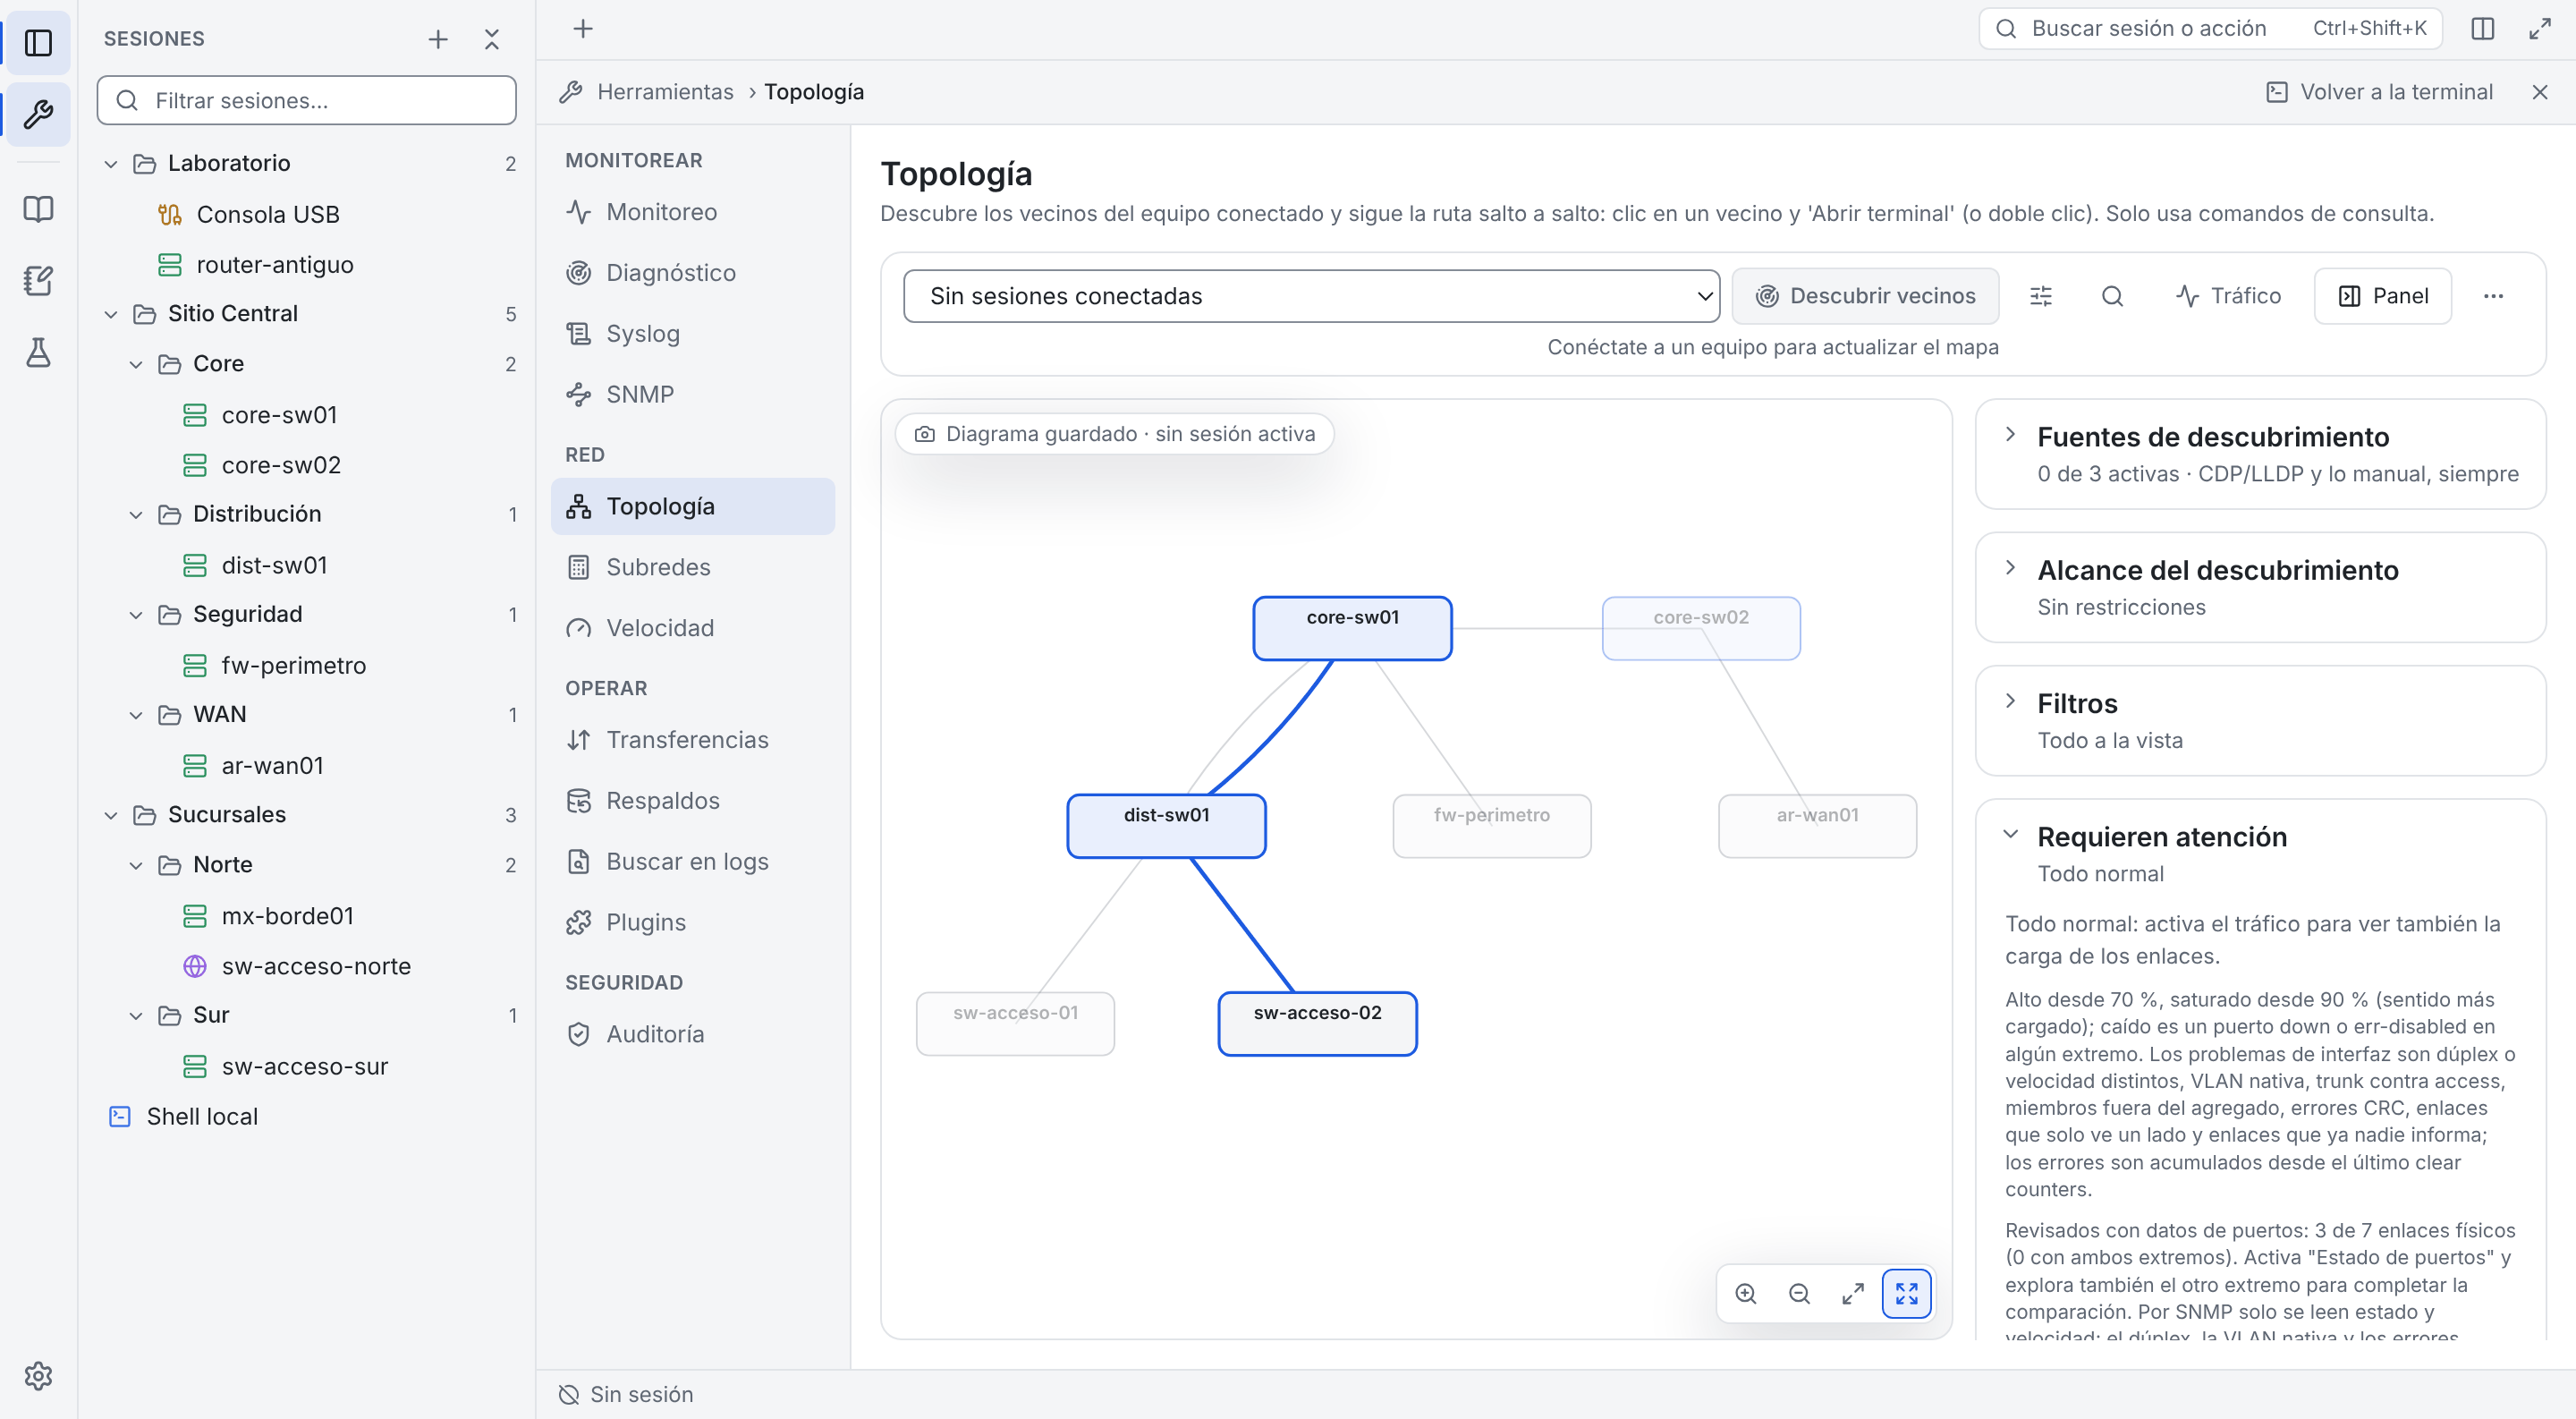 SESIONES
Filtrar sesiones...
Laboratorio 2
Consola USB
router-antiguo
Sitio Central 5
Core 2
core-sw01
core-sw02
Distribución 1
dist-sw01
Seguridad 1
fw-perimetro
WAN 1
ar-wan01
Sucursales 3
Norte 2
mx-borde01
sw-acceso-norte
Sur 1
sw-acceso-sur
Shell local
Buscar sesión o acción Ctrl+Shift+K
Herramientas › Topología
Volver a la terminal
MONITOREAR
Monitoreo
Diagnóstico
Syslog
SNMP
RED
Topología
Subredes
Velocidad
OPERAR
Transferencias
Respaldos
Buscar en logs
Plugins
SEGURIDAD
Auditoría
Topología
Descubre los vecinos del equipo conectado y sigue la ruta salto a salto: clic en un vecino y 'Abrir terminal' (o doble clic). Solo usa comandos de consulta.
Sin sesiones conectadas
Descubrir vecinos
Tráfico
Panel
Conéctate a un equipo para actualizar el mapa
Diagrama guardado · sin sesión activa
core-sw01
core-sw02
dist-sw01
fw-perimetro
ar-wan01
sw-acceso-01
sw-acceso-02
Fuentes de descubrimiento
0 de 3 activas · CDP/LLDP y lo manual, siempre
Alcance del descubrimiento
Sin restricciones
Filtros
Todo a la vista
Requieren atención
Todo normal
Todo normal: activa el tráfico para ver también la
carga de los enlaces.
Alto desde 70 %, saturado desde 90 % (sentido más
cargado); caído es un puerto down o err-disabled en
algún extremo. Los problemas de interfaz son dúplex o
velocidad distintos, VLAN nativa, trunk contra access,
miembros fuera del agregado, errores CRC, enlaces
que solo ve un lado y enlaces que ya nadie informa;
los errores son acumulados desde el último clear
counters.
Revisados con datos de puertos: 3 de 7 enlaces físicos
(0 con ambos extremos). Activa "Estado de puertos" y
explora también el otro extremo para completar la
comparación. Por SNMP solo se leen estado y
velocidad: el dúplex, la VLAN nativa y los errores
Sin sesión